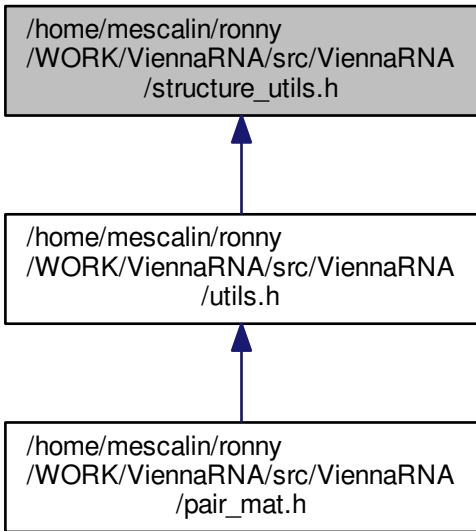 /home/mescalin/ronny
/WORK/ViennaRNA/src/ViennaRNA
/structure_utils.h
/home/mescalin/ronny
/WORK/ViennaRNA/src/ViennaRNA
/utils.h
/home/mescalin/ronny
/WORK/ViennaRNA/src/ViennaRNA
/pair_mat.h